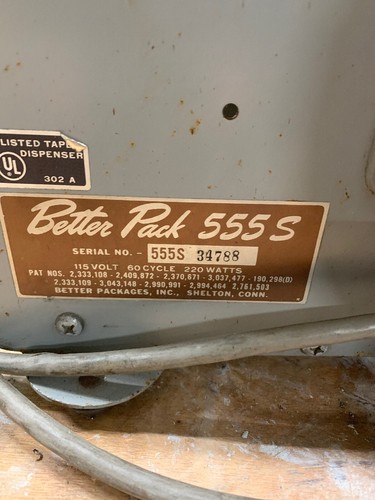 LISTED TAPE
DISPENSER
UL
302 A
Better Pack 555S
SERIAL NO. - 555S 34788
115 VOLT 60 CYCLE 220 WATTS
PAT NOS. 2,333,108 - 2,409,872 - 2,370,671 - 3,037,477 - 190,298(D)
2,333,109 - 3,043,148 - 2,990,991 - 2,994,464 2,761,503
BETTER PACKAGES, INC., SHELTON, CONN.